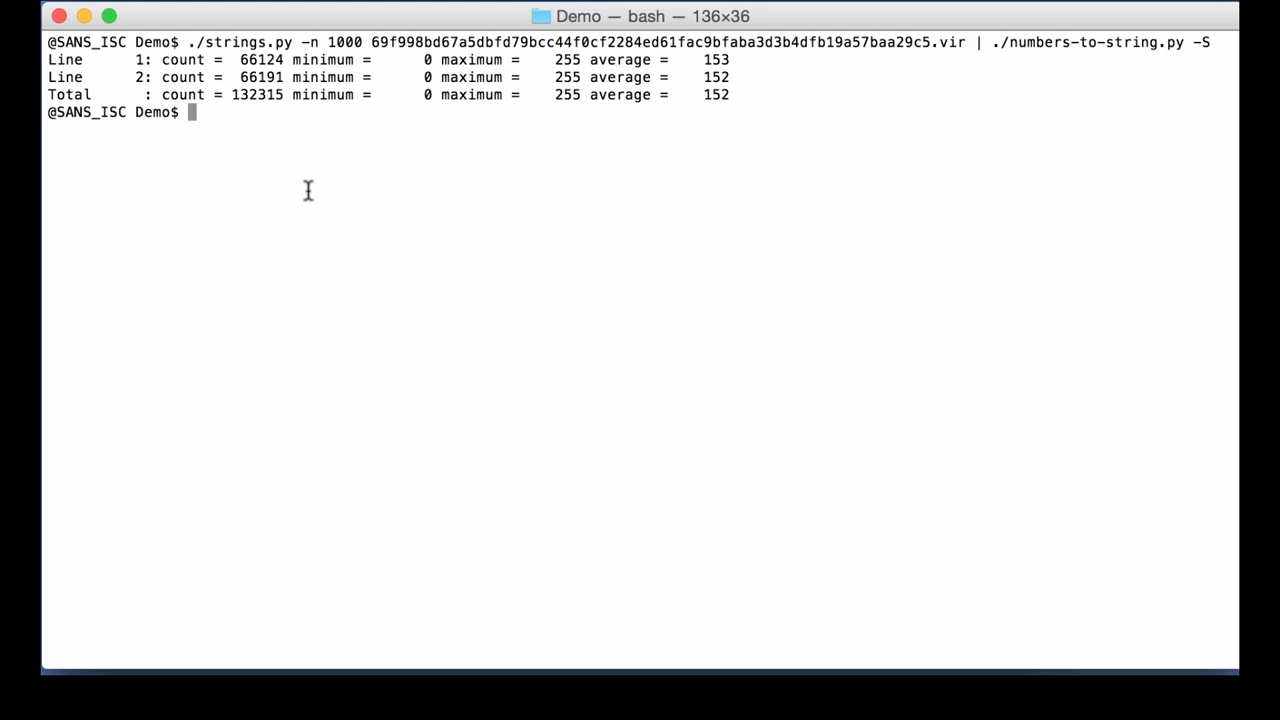 Demo — bash — 136×36
@SANS_ISC Demo$ ./strings.py -n 1000 69f998bd67a5dbfd79bcc44f0cf2284ed61fac9bfaba3d3b4dfb19a57baa29c5.vir | ./numbers-to-string.py -S
Line      1: count =  66124 minimum =      0 maximum =    255 average =    153
Line      2: count =  66191 minimum =      0 maximum =    255 average =    152
Total      : count = 132315 minimum =      0 maximum =    255 average =    152
@SANS_ISC Demo$